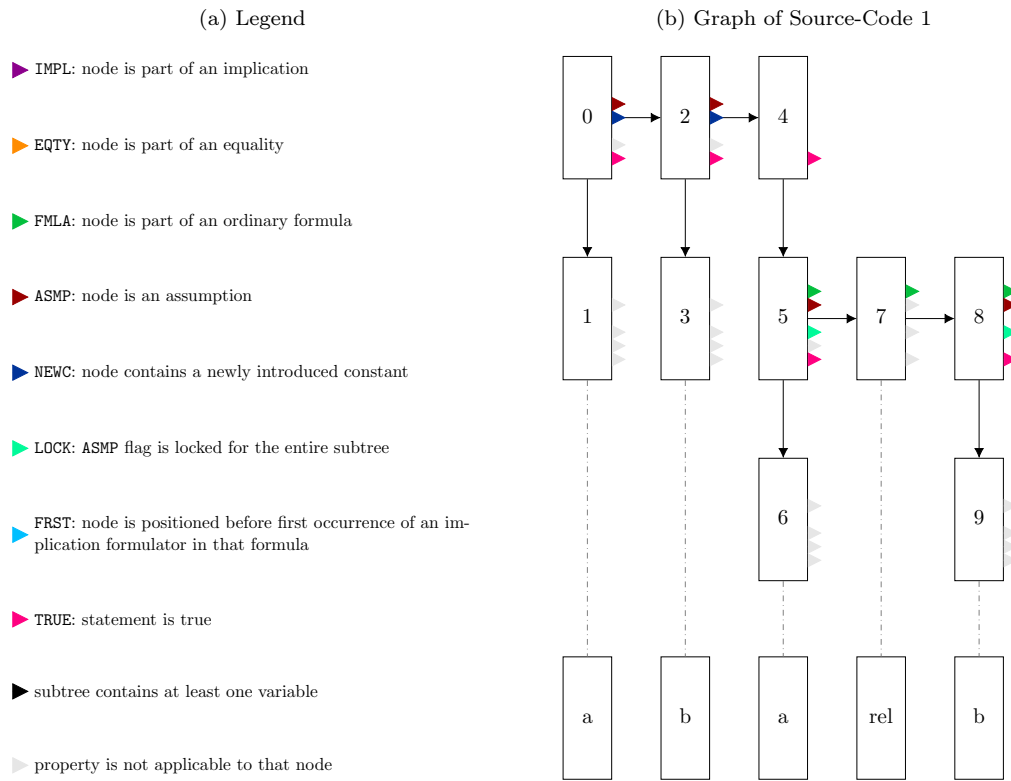 (a) Legend
IMPL: node is part of an implication
EQTY: node is part of an equality
FMLA: node is part of an ordinary formula
ASMP: node is an assumption
NEWC: node contains a newly introduced constant
LOCK: ASMP flag is locked for the entire subtree
FRST: node is positioned before first occurrence of an im-
plication formulator in that formula
TRUE: statement is true
subtree contains at least one variable
property is not applicable to that node
(b) Graph of Source-Code 1
0 2 4
1 3 5 7 8
6 9
a b a rel b